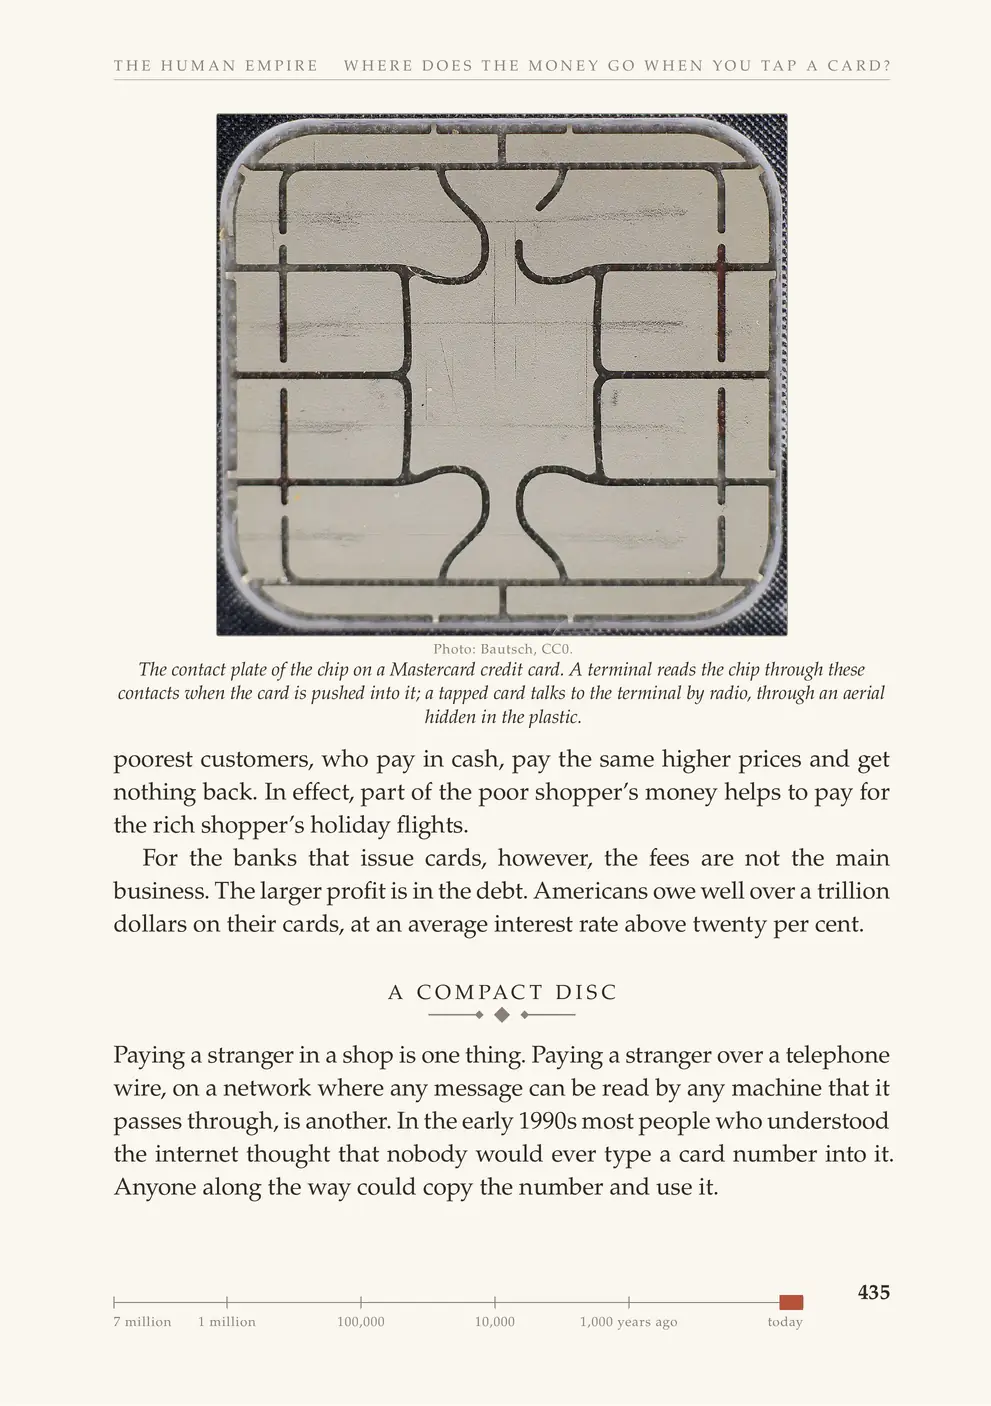 THE HUMAN EMPIRE WHERE DOES THE MONEY GO WHEN YOU TAP A CARD?
Photo: Bautsch, CC0.
The contact plate of the chip on a Mastercard credit card. A terminal reads the chip through these
contacts when the card is pushed into it; a tapped card talks to the terminal by radio, through an aerial
hidden in the plastic.
poorest customers, who pay in cash, pay the same higher prices and get
nothing back. In effect, part of the poor shopper’s money helps to pay for
the rich shopper’s holiday flights.
For the banks that issue cards, however, the fees are not the main
business. The larger profit is in the debt. Americans owe well over a trillion
dollars on their cards, at an average interest rate above twenty per cent.
A COMPACT DISC
Paying a stranger in a shop is one thing. Paying a stranger over a telephone
wire, on a network where any message can be read by any machine that it
passes through, is another. In the early 1990s most people who understood
the internet thought that nobody would ever type a card number into it.
Anyone along the way could copy the number and use it.
435
7 million 1 million 100,000 10,000 1,000 years ago today